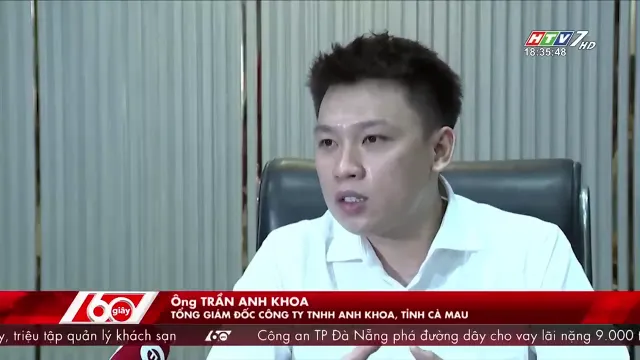 HTV7 HD
18:35:48
60 giây
Ông TRẦN ANH KHOA
TỔNG GIÁM ĐỐC CÔNG TY TNHH ANH KHOA, TỈNH CÀ MAU
y, triệu tập quản lý khách sạn 60 giây Công an TP Đà Nẵng phá đường dây cho vay lãi nặng 9.000